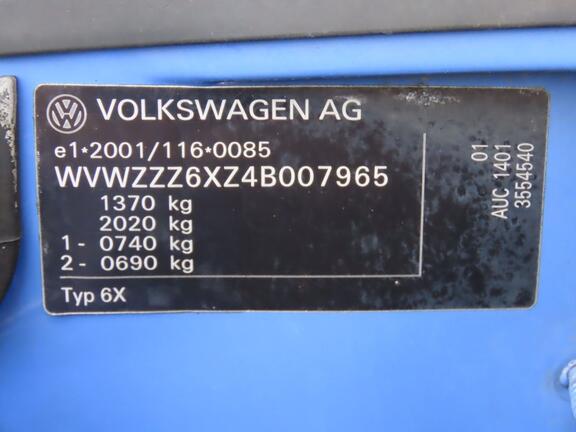 VOLKSWAGEN AG
e1*2001/116*0085
WVWZZZ6XZ4B007965
1370 kg
2020 kg
1 - 0740 kg
2 - 0690 kg
Typ 6X
01
AUC 1401
3554540